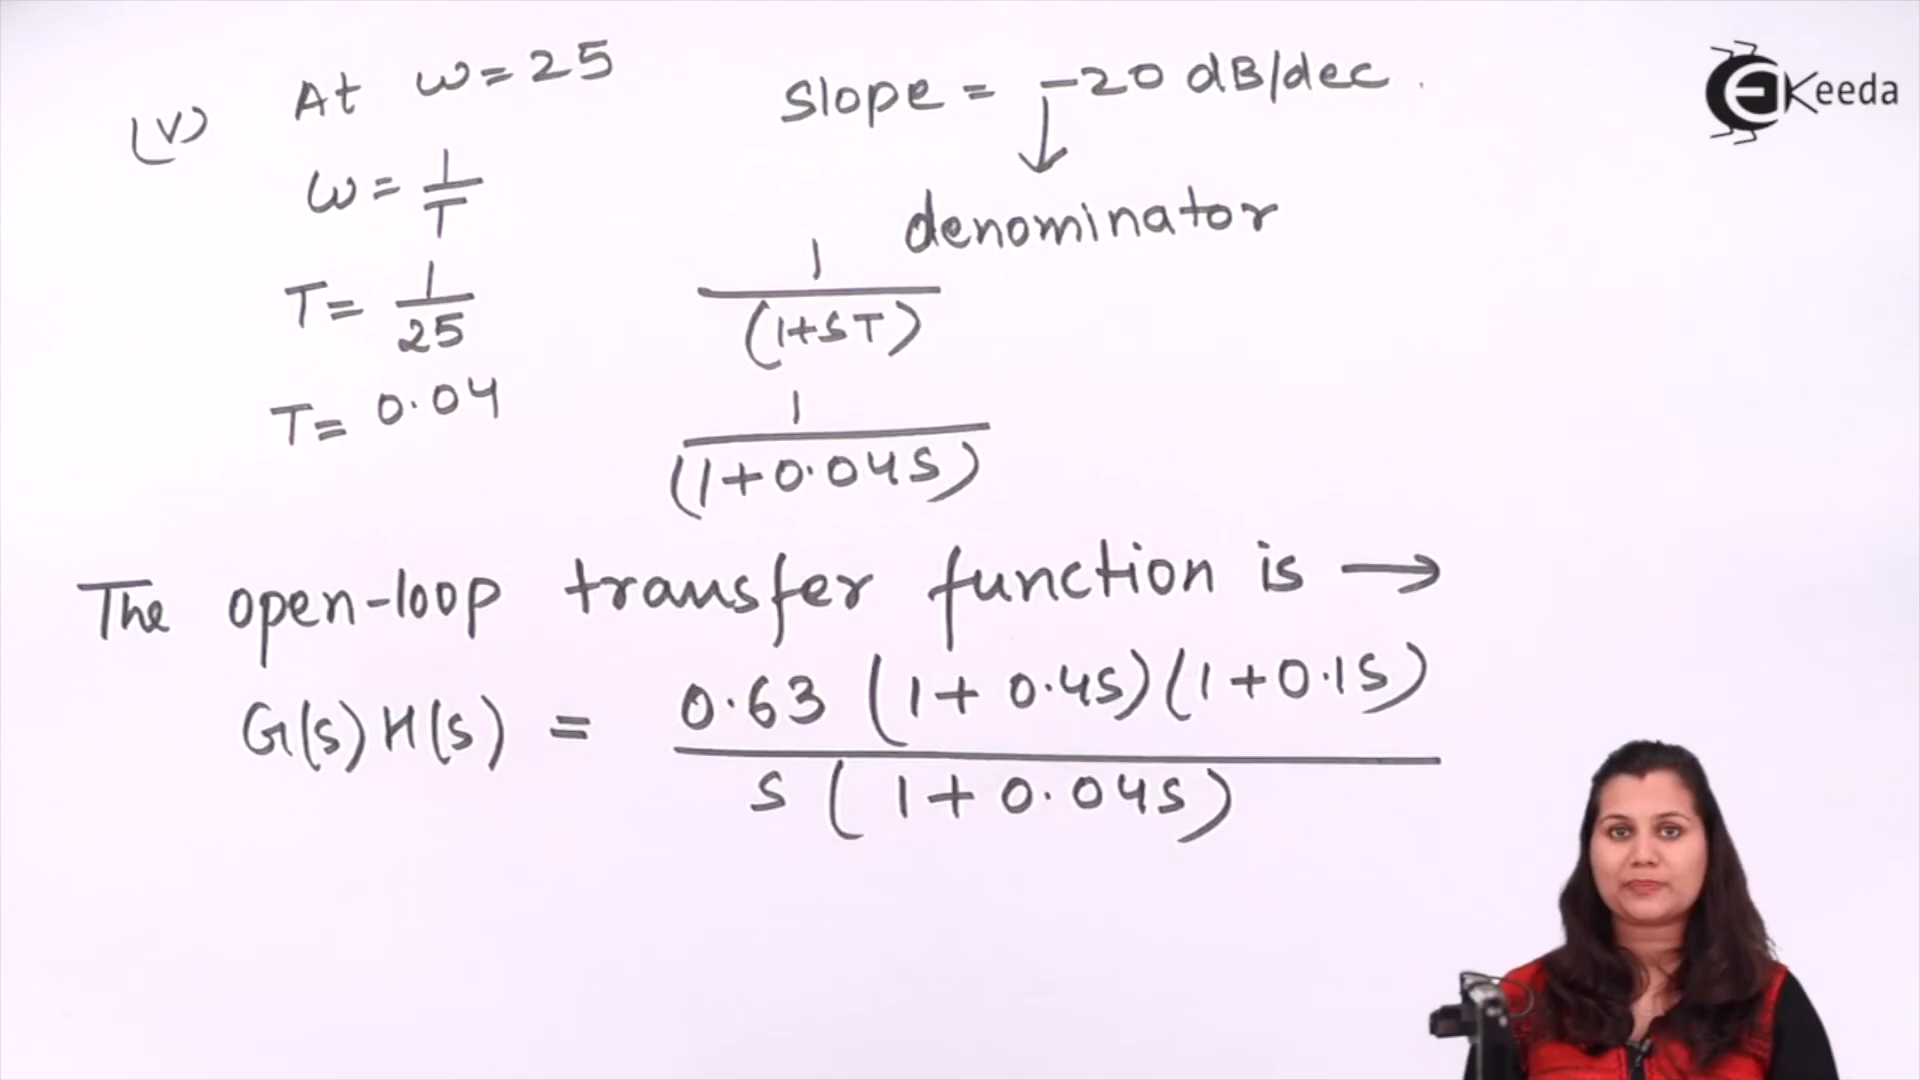 (v) At ω=25 Slope = -20 dB/dec.
ω = 1/T
denominator
T = 1/25 1/(1+ST)
T = 0.04 1/(1+0.04S)
The open-loop transfer function is →
G(s)H(s) = 0.63 (1+0.4S)(1+0.1S) / S(1+0.04S)
EKeeda